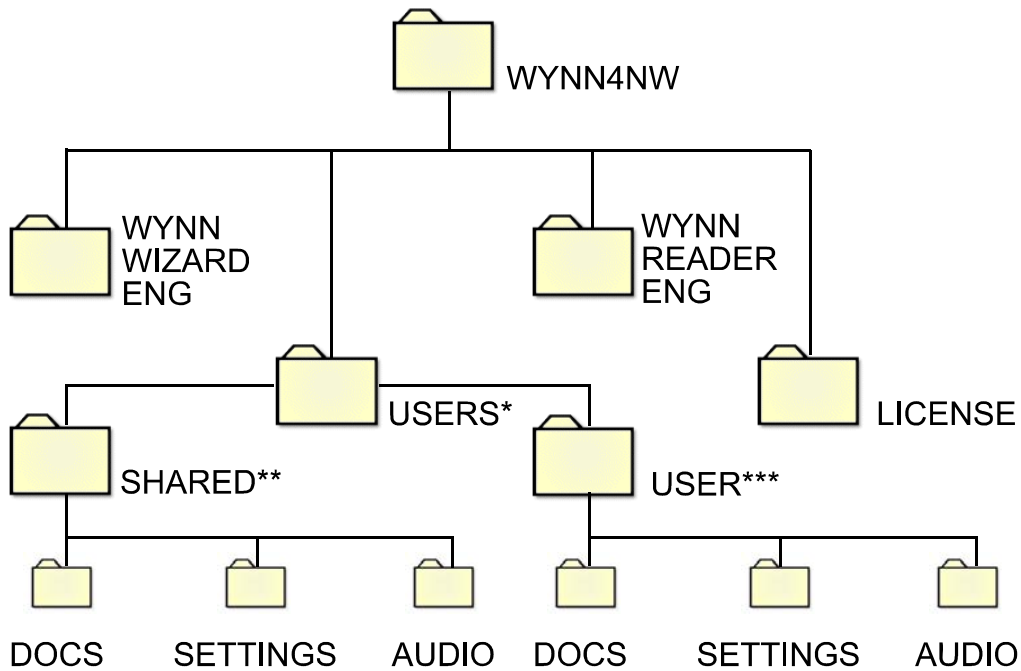 WYNN4NW
WYNN
WIZARD
ENG
WYNN
READER
ENG
USERS*
LICENSE
SHARED**
USER***
DOCS
SETTINGS
AUDIO
DOCS
SETTINGS
AUDIO